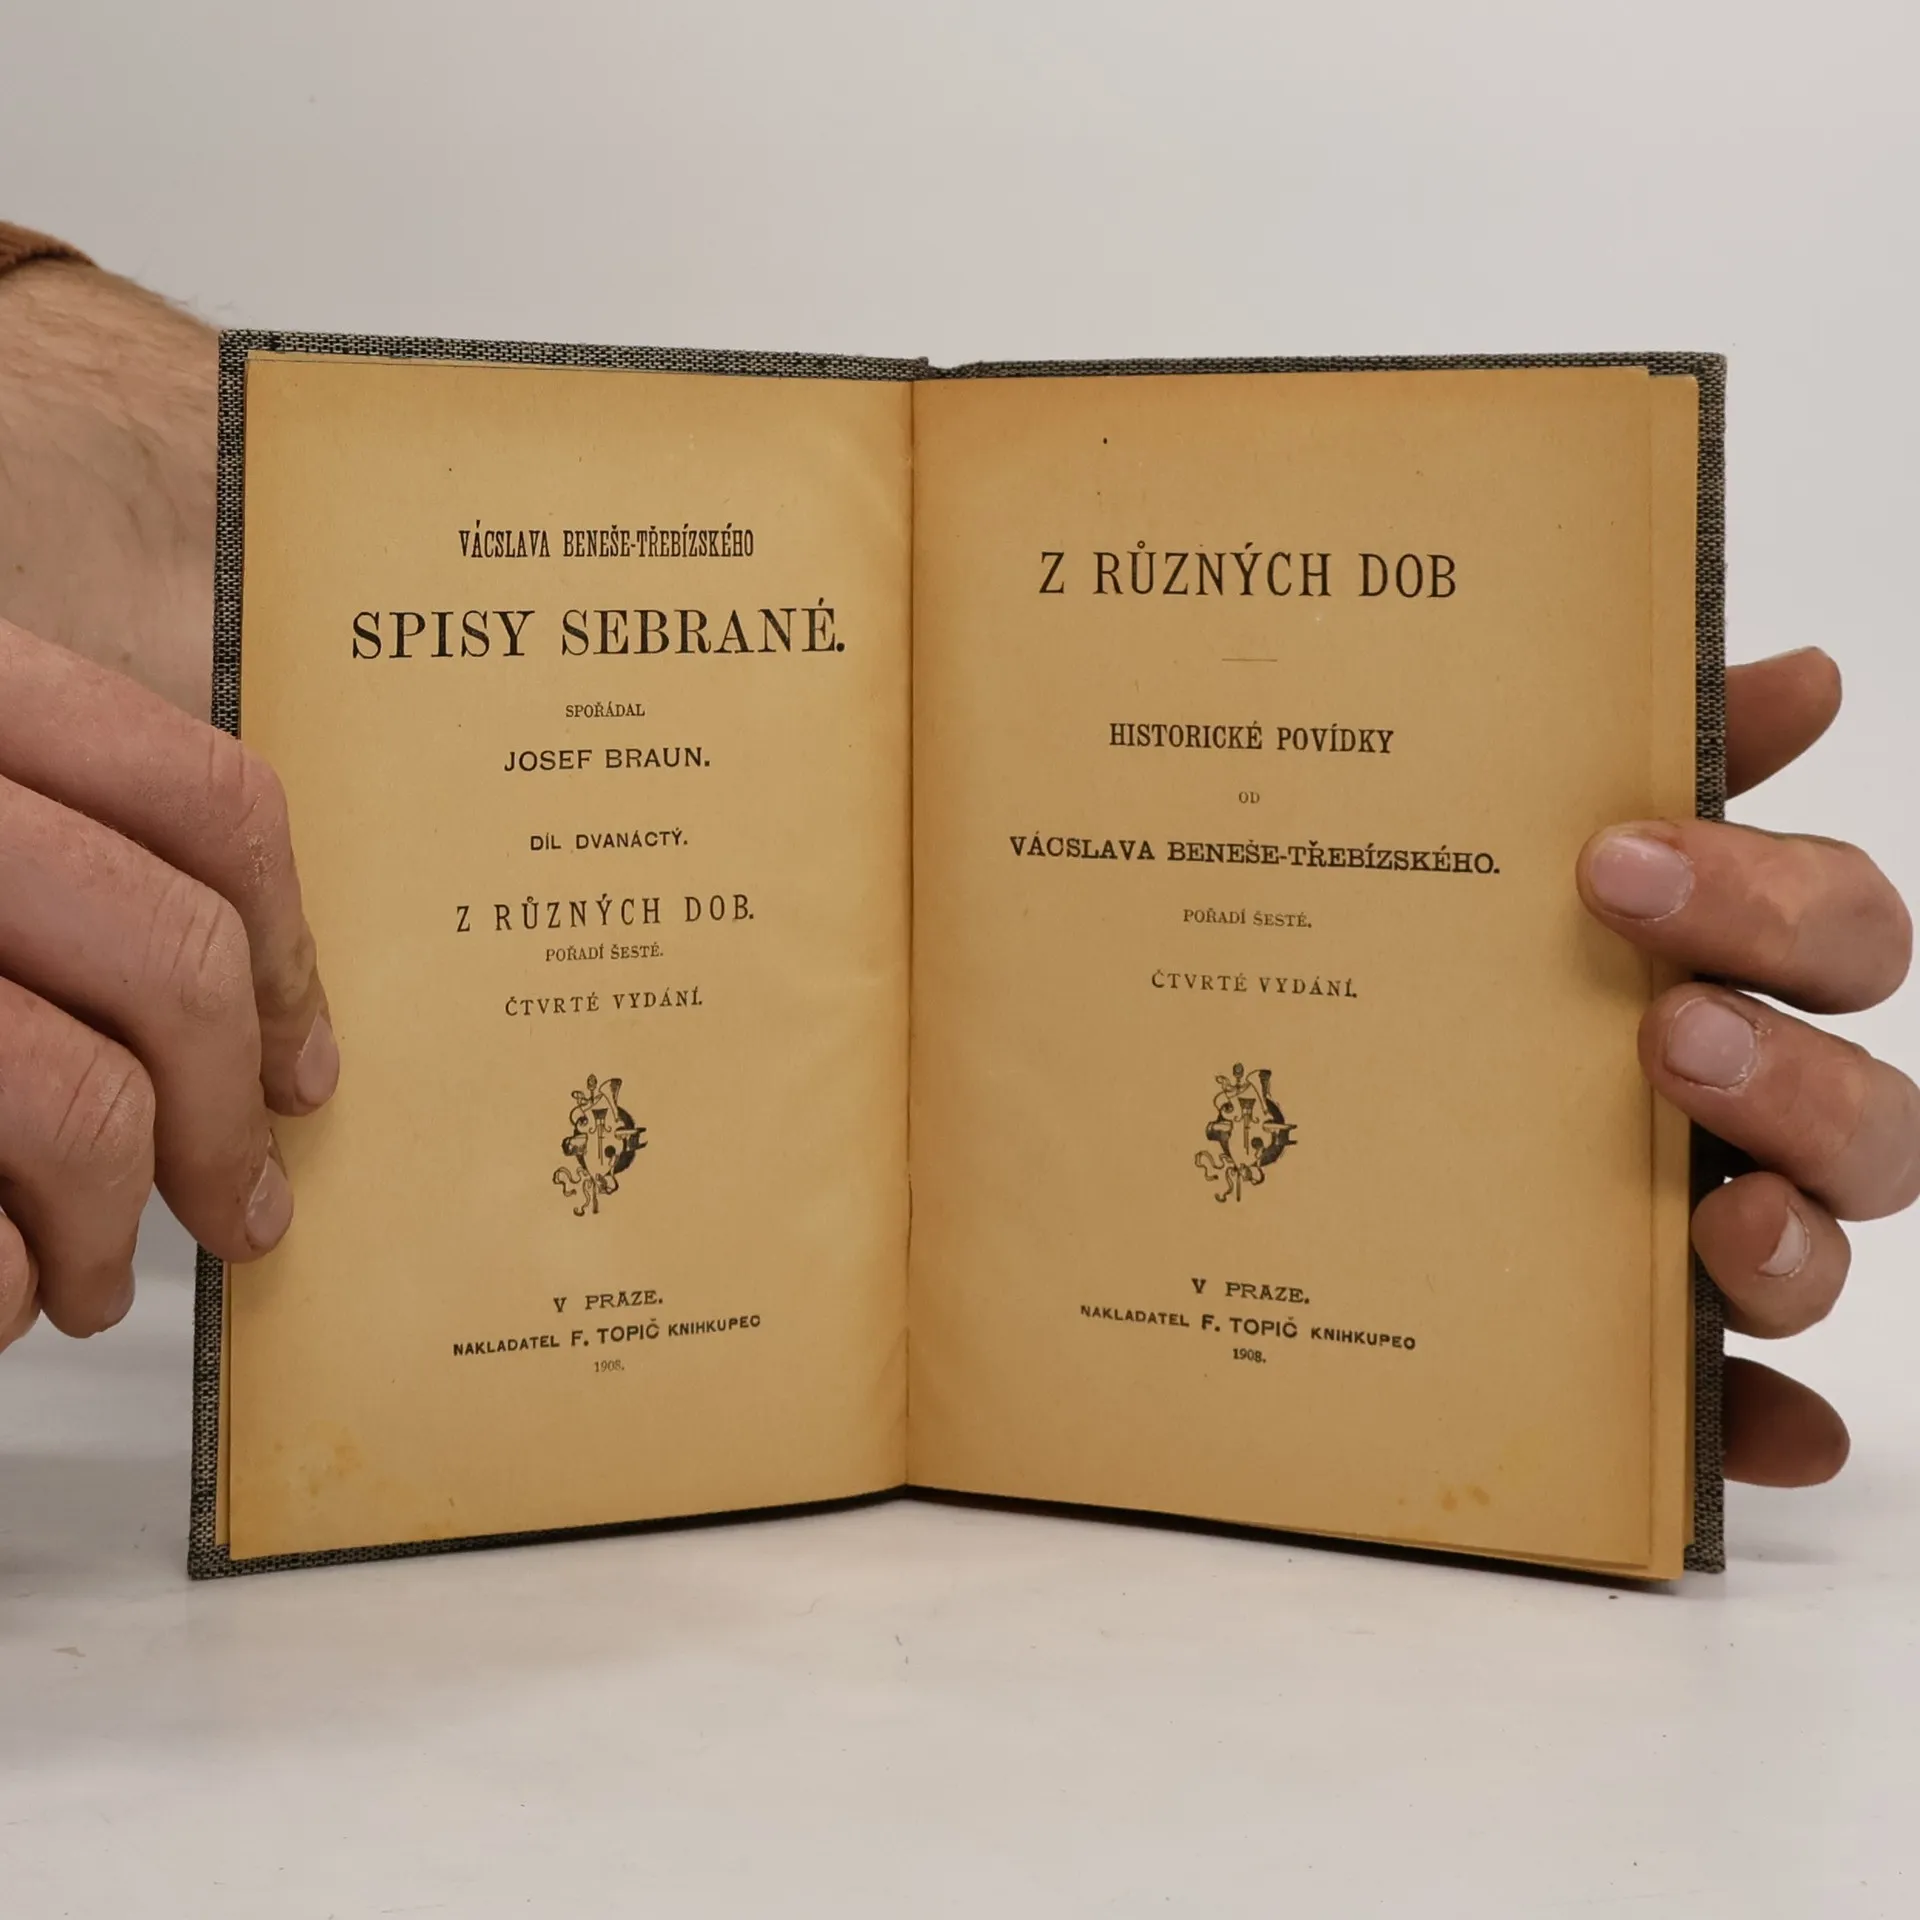 VÁCSLAVA BENEŠE-TŘEBÍZSKÉHO
SPISY SEBRANÉ.
SPOŘÁDAL
JOSEF BRAUN.
DÍL DVANÁCTÝ.
Z RŮZNÝCH DOB.
POŘADÍ ŠESTÉ.
ČTVRTÉ VYDÁNÍ.
V PRAZE.
NAKLADATEL F. TOPIČ KNIHKUPEC
1908.
Z RŮZNÝCH DOB
HISTORICKÉ POVÍDKY
OD
VÁCSLAVA BENEŠE-TŘEBÍZSKÉHO.
POŘADÍ ŠESTÉ.
ČTVRTÉ VYDÁNÍ.
V PRAZE.
NAKLADATEL F. TOPIČ KNIHKUPEC
1908.